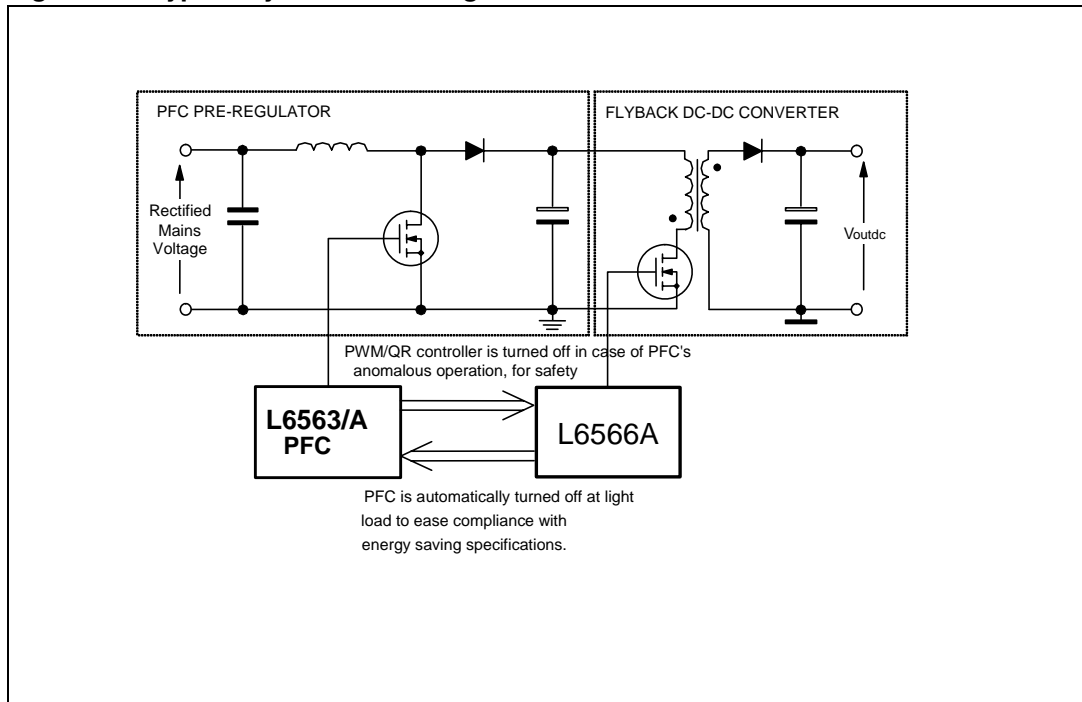 PFC PRE-REGULATOR
FLYBACK DC-DC CONVERTER
Rectified
Mains
Voltage
Voutdc
PWM/QR controller is turned off in case of PFC's
anomalous operation, for safety
L6563/A
PFC
L6566A
PFC is automatically turned off at light
load to ease compliance with
energy saving specifications.